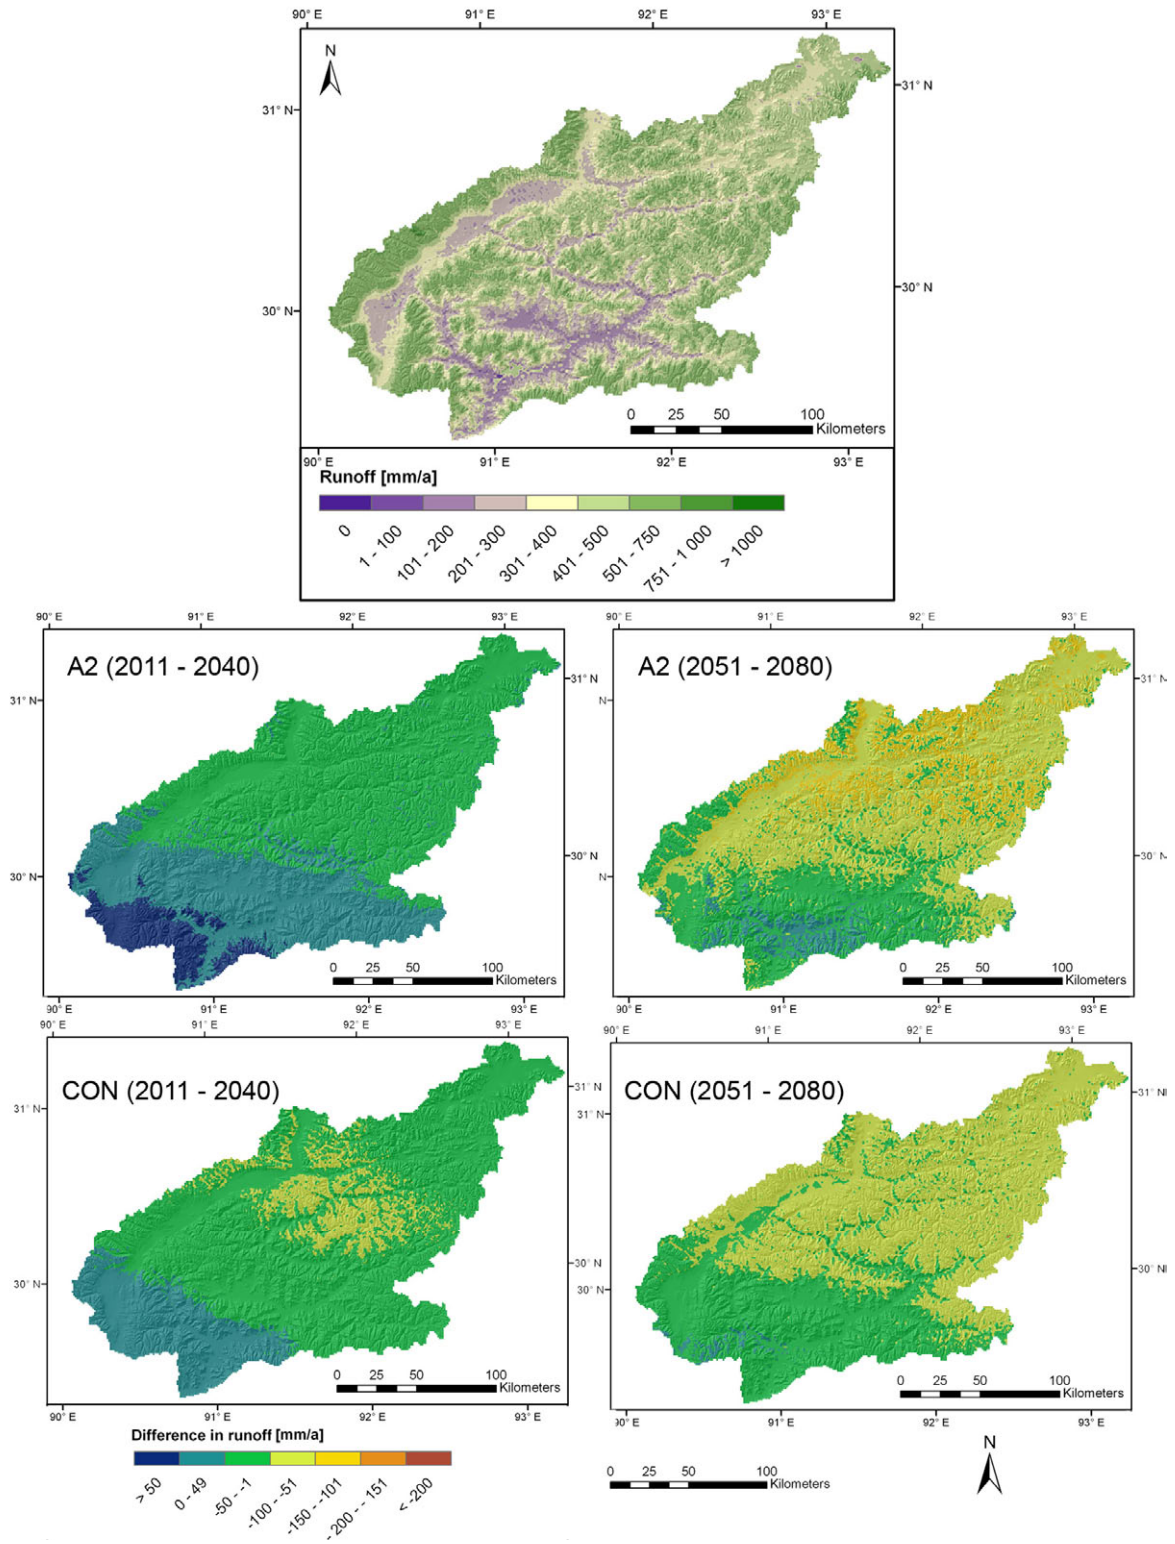 90° E 91° E 92° E 93° E
N
31° N
31° N
30° N
30° N
0 25 50 100
Kilometers
90° E 91° E 92° E 93° E
Runoff [mm/a]
0
1 - 100
101 - 200
201 - 300
301 - 400
401 - 500
501 - 750
751 - 1 000
> 1000
90° E 91° E 92° E 93° E
A2 (2011 - 2040)
31° N
31° N
30° N
30° N
0 25 50 100
Kilometers
90° E 91° E 92° E 93° E
90° E 91° E 92° E 93° E
A2 (2051 - 2080)
31° N
N
30° N
N
0 25 50 100
Kilometers
90° E 91° E 92° E 93° E
90° E 91° E 92° E 93° E
CON (2011 - 2040)
31° N
31° N
30° N
30° N
0 25 50 100
Kilometers
90° E 91° E 92° E 93° E
90° E 91° E 92° E 93° E
CON (2051 - 2080)
31° N
31° N
30° N
30° N
0 25 50 100
Kilometers
90° E 91° E 92° E 93° E
Difference in runoff [mm/a]
> 50
0 - 49
-50 - -1
-100 - -51
-150 - -101
- 200 - - 151
< -200
0 25 50 100
Kilometers
N